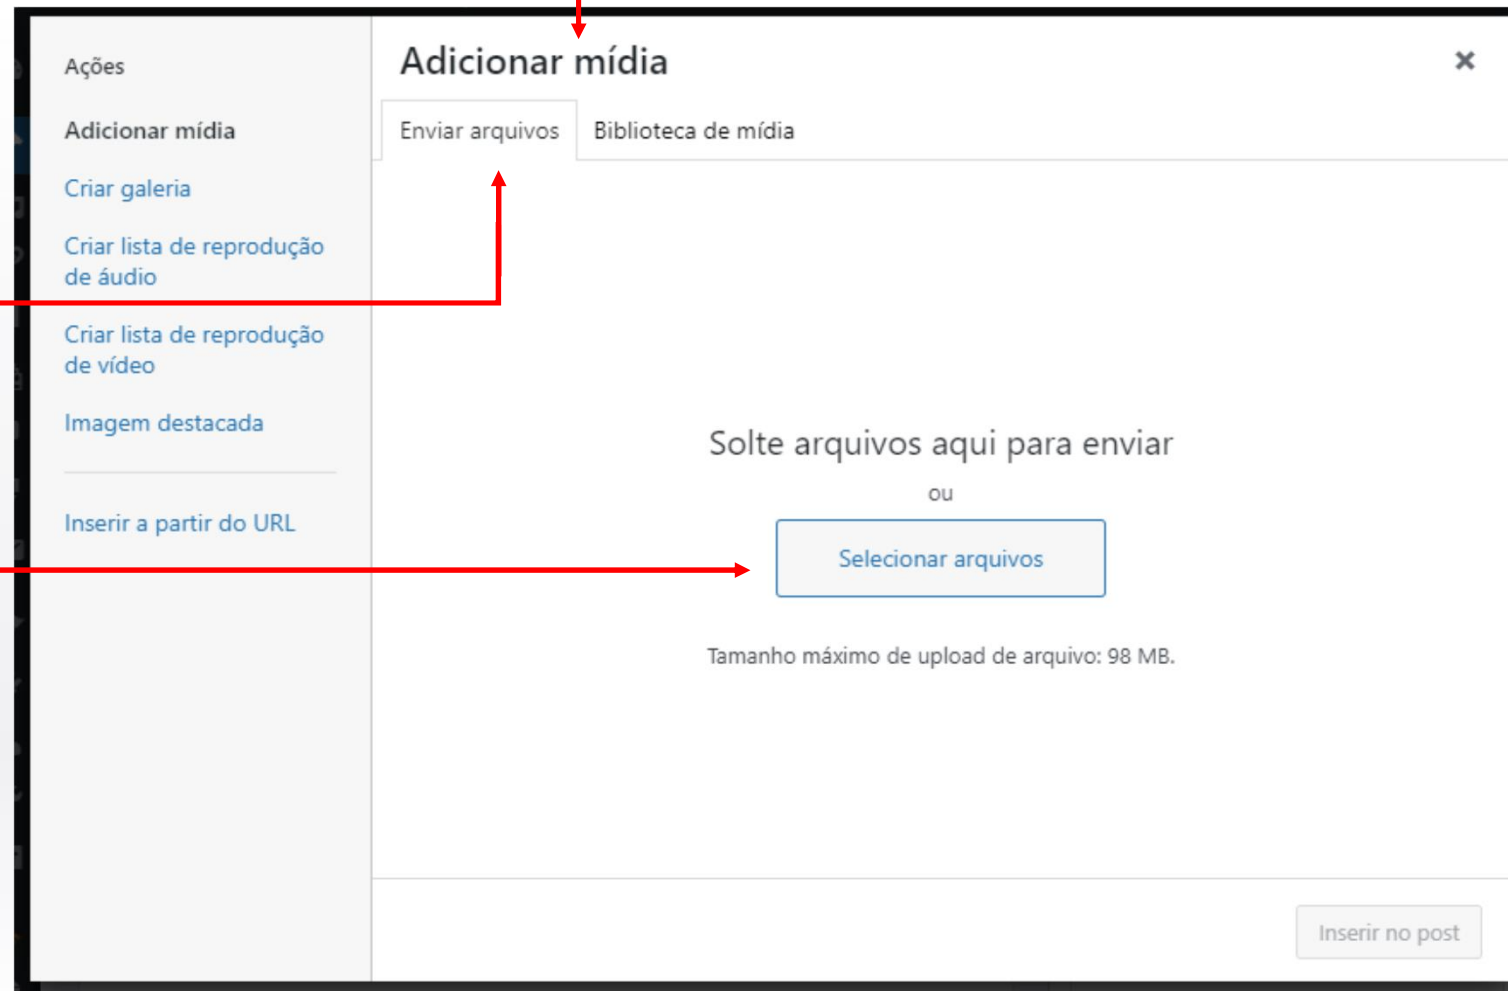 Ações
Adicionar mídia
Criar galeria
Criar lista de reprodução
de áudio
Criar lista de reprodução
de vídeo
Imagem destacada
Inserir a partir do URL
Adicionar mídia
Enviar arquivos
Biblioteca de mídia
Solte arquivos aqui para enviar
ou
Selecionar arquivos
Tamanho máximo de upload de arquivo: 98 MB.
Inserir no post